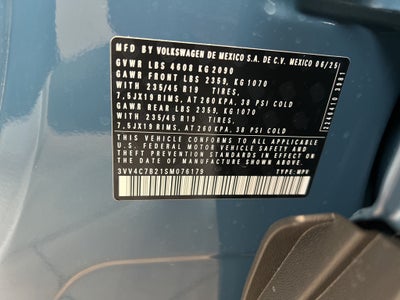 MFD BY VOLKSWAGEN DE MEXICO S.A. DE C.V. MEXICO 06/25
GVWR LBS 4608 KG 2090
GAWR FRONT LBS 2359, KG 1070
WITH 235/45 R19 TIRES,
7,5JX19 RIMS, AT 260 KPA, 38 PSI COLD
GAWR REAR LBS 2359, KG 1070
WITH 235/45 R19 TIRES,
7,5JX19 RIMS, AT 260 KPA, 38 PSI COLD
THIS VEHICLE CONFORMS TO ALL APPLICABLE
U.S. FEDERAL MOTOR VEHICLE SAFETY
STANDARDS IN EFFECT ON THE DATE OF
MANUFACTURE SHOWN ABOVE.
3VV4C7B21SM076179 TYPE: MPV